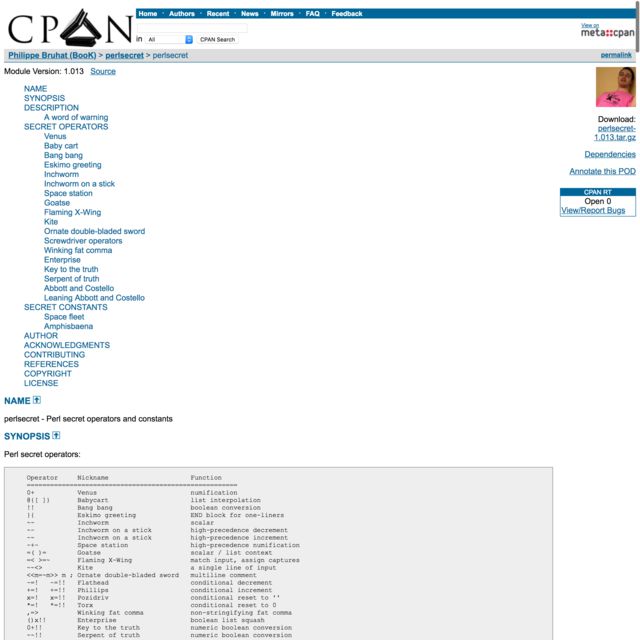 CPAN
Home · Authors · Recent · News · Mirrors · FAQ · Feedback
in All CPAN Search
View on
meta::cpan
Philippe Bruhat (BooK) > perlsecret > perlsecret
permalink
Module Version: 1.013 Source
NAME
SYNOPSIS
DESCRIPTION
A word of warning
SECRET OPERATORS
Venus
Baby cart
Bang bang
Eskimo greeting
Inchworm
Inchworm on a stick
Space station
Goatse
Flaming X-Wing
Kite
Ornate double-bladed sword
Screwdriver operators
Winking fat comma
Enterprise
Key to the truth
Serpent of truth
Abbott and Costello
Leaning Abbott and Costello
SECRET CONSTANTS
Space fleet
Amphisbaena
AUTHOR
ACKNOWLEDGMENTS
CONTRIBUTING
REFERENCES
COPYRIGHT
LICENSE
Download:
perlsecret-
1.013.tar.gz
Dependencies
Annotate this POD
CPAN RT
Open 0
View/Report Bugs
NAME
perlsecret - Perl secret operators and constants
SYNOPSIS
Perl secret operators:
Operator Nickname Function
======================================================
0+ Venus numification
@{[ ]} Babycart list interpolation
!! Bang bang boolean conversion
}{ Eskimo greeting END block for one-liners
~~ Inchworm scalar
~- Inchworm on a stick high-precedence decrement
-~ Inchworm on a stick high-precedence increment
-+- Space station high-precedence numification
=( )= Goatse scalar / list context
=< >=~ Flaming X-Wing match input, assign captures
~~<> Kite a single line of input
<<m=~m>> m ; Ornate double-bladed sword multiline comment
-=! -=!! Flathead conditional decrement
+=! +=!! Phillips conditional increment
x=! x=!! Pozidriv conditional reset to ''
*=! *=!! Torx conditional reset to 0
,=> Winking fat comma non-stringifying fat comma
()x!! Enterprise boolean list squash
0+!! Key to the truth numeric boolean conversion
~~!! Serpent of truth numeric boolean conversion